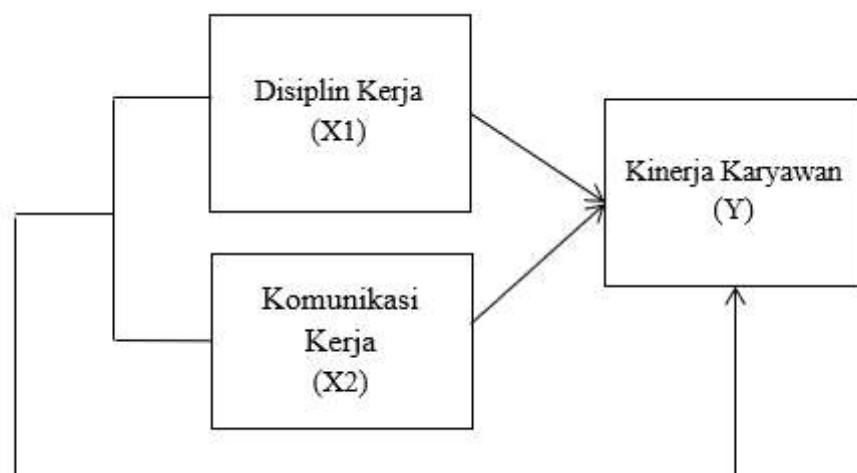 Disiplin Kerja
(X1)
Kinerja Karyawan
(Y)
Komunikasi
Kerja
(X2)